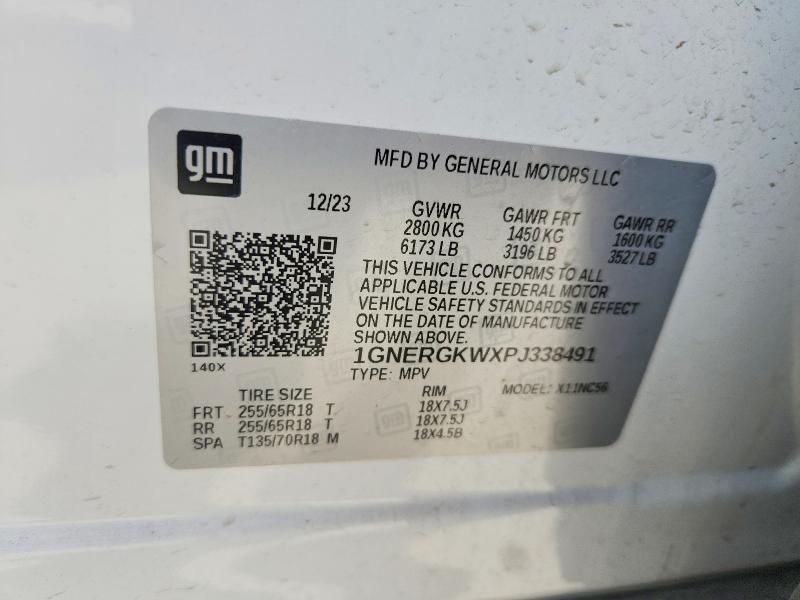 gm
MFD BY GENERAL MOTORS LLC
12/23
GVWR GAWR FRT GAWR RR
2800 KG 1450 KG 1600 KG
6173 LB 3196 LB 3527 LB
THIS VEHICLE CONFORMS TO ALL
APPLICABLE U.S. FEDERAL MOTOR
VEHICLE SAFETY STANDARDS IN EFFECT
ON THE DATE OF MANUFACTURE
SHOWN ABOVE.
1GNERGKWXPJ338491
140X
TYPE: MPV
TIRE SIZE RIM MODEL: X11NC56
FRT 255/65R18 T 18X7.5J
RR 255/65R18 T 18X7.5J
SPA T135/70R18 M 18X4.5B